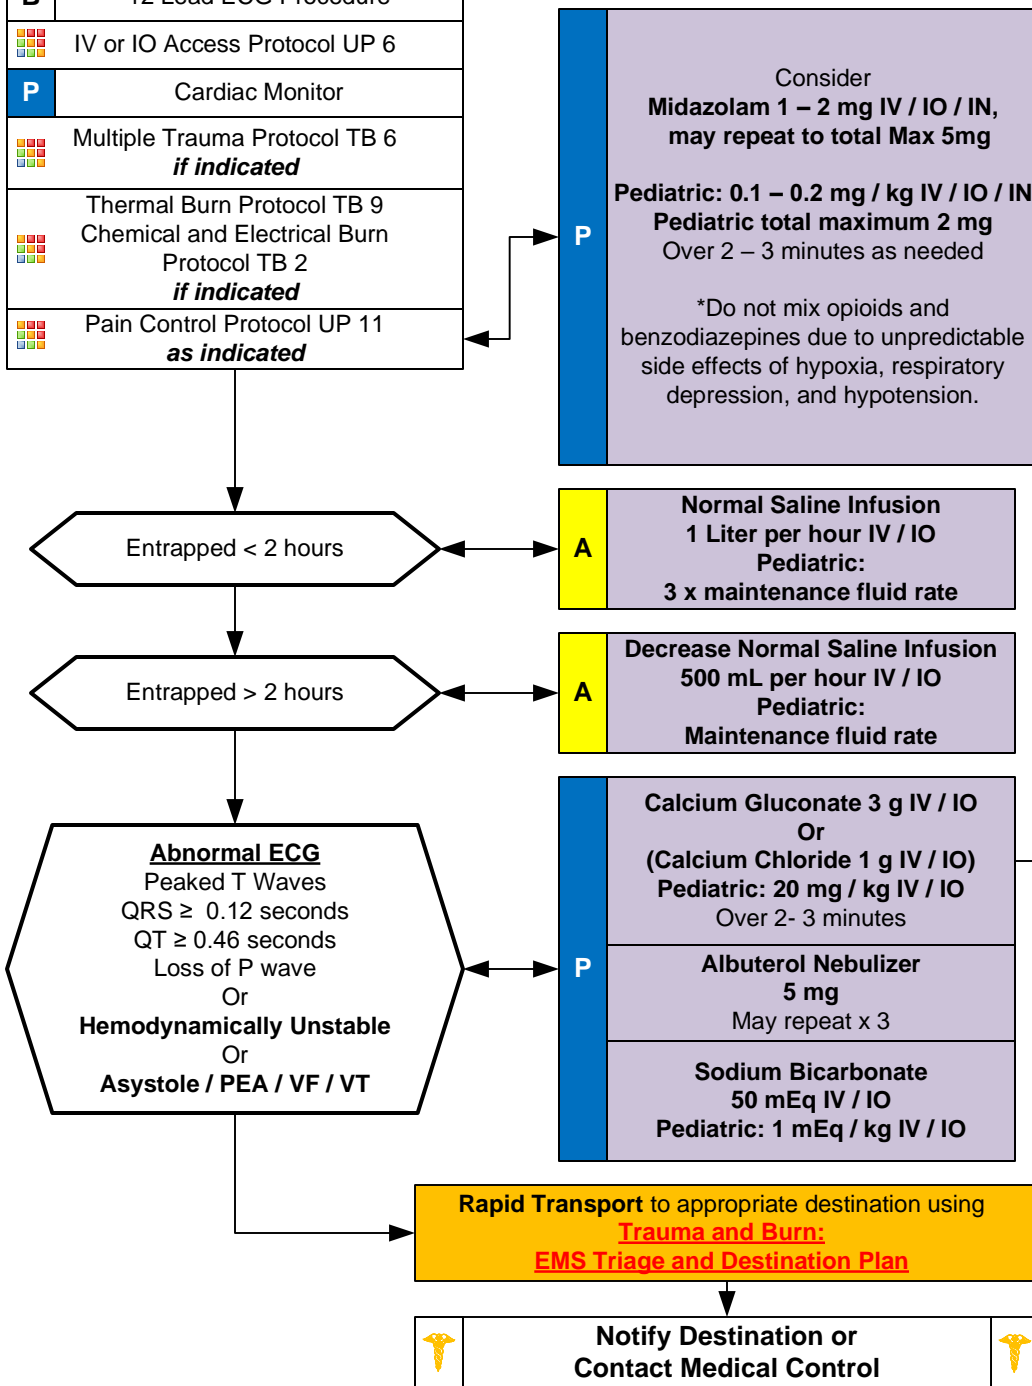 B
12 Lead ECG Procedure
IV or IO Access Protocol UP 6
P
Cardiac Monitor
Multiple Trauma Protocol TB 6
if indicated
Thermal Burn Protocol TB 9
Chemical and Electrical Burn
Protocol TB 2
if indicated
Pain Control Protocol UP 11
as indicated
P
Consider
Midazolam 1 – 2 mg IV / IO / IN,
may repeat to total Max 5mg
Pediatric: 0.1 – 0.2 mg / kg IV / IO / IN
Pediatric total maximum 2 mg
Over 2 – 3 minutes as needed
*Do not mix opioids and
benzodiazepines due to unpredictable
side effects of hypoxia, respiratory
depression, and hypotension.
Entrapped < 2 hours
A
Normal Saline Infusion
1 Liter per hour IV / IO
Pediatric:
3 x maintenance fluid rate
Entrapped > 2 hours
A
Decrease Normal Saline Infusion
500 mL per hour IV / IO
Pediatric:
Maintenance fluid rate
Abnormal ECG
Peaked T Waves
QRS ≥ 0.12 seconds
QT ≥ 0.46 seconds
Loss of P wave
Or
Hemodynamically Unstable
Or
Asystole / PEA / VF / VT
P
Calcium Gluconate 3 g IV / IO
Or
(Calcium Chloride 1 g IV / IO)
Pediatric: 20 mg / kg IV / IO
Over 2- 3 minutes
Albuterol Nebulizer
5 mg
May repeat x 3
Sodium Bicarbonate
50 mEq IV / IO
Pediatric: 1 mEq / kg IV / IO
Rapid Transport to appropriate destination using
Trauma and Burn:
EMS Triage and Destination Plan
Notify Destination or
Contact Medical Control